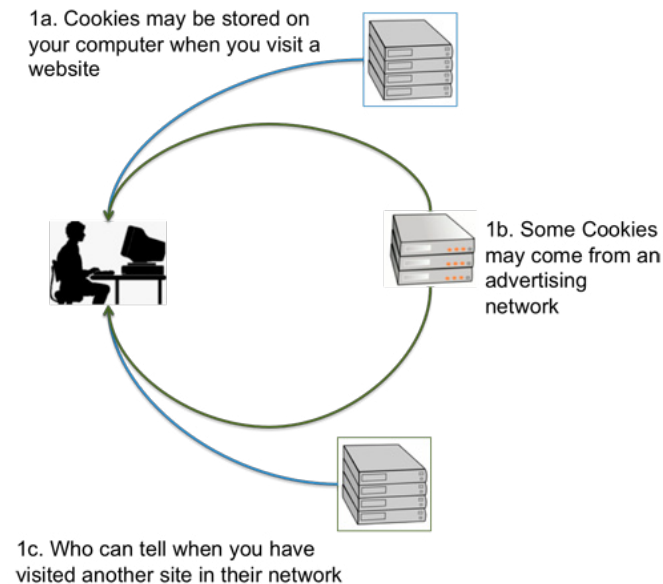 1a. Cookies may be stored on
your computer when you visit a
website
1b. Some Cookies
may come from an
advertising
network
1c. Who can tell when you have
visited another site in their network